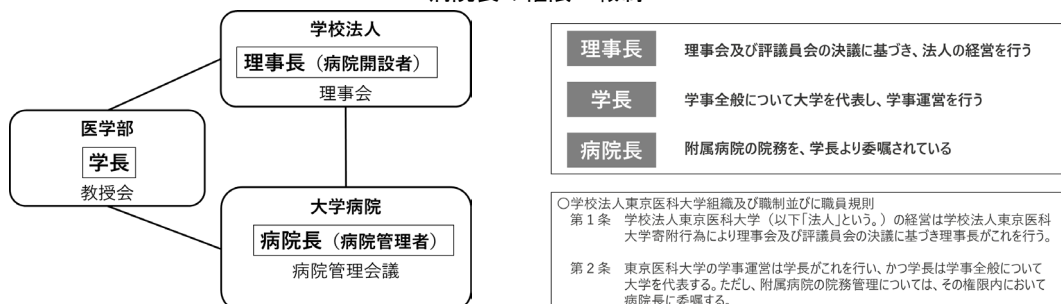 学校法人
理事長（病院開設者）
理事会
医学部
学長
教授会
大学病院
病院長（病院管理者）
病院管理会議
理事長　理事会及び評議員会の決議に基づき、法人の経営を行う
学長　学事全般について大学を代表し、学事運営を行う
病院長　附属病院の院務を、学長より委嘱されている
〇学校法人東京医科大学組織及び職制並びに職員規則
第１条　学校法人東京医科大学（以下「法人」という。）の経営は学校法人東京医科
大学寄附行為により理事会及び評議員会の決議に基づき理事長がこれを行う。
第２条　東京医科大学の学事運営は学長がこれを行い、かつ学長は学事全般について
大学を代表する。ただし、附属病院の院務管理については、その権限内において
病院長に委嘱する。